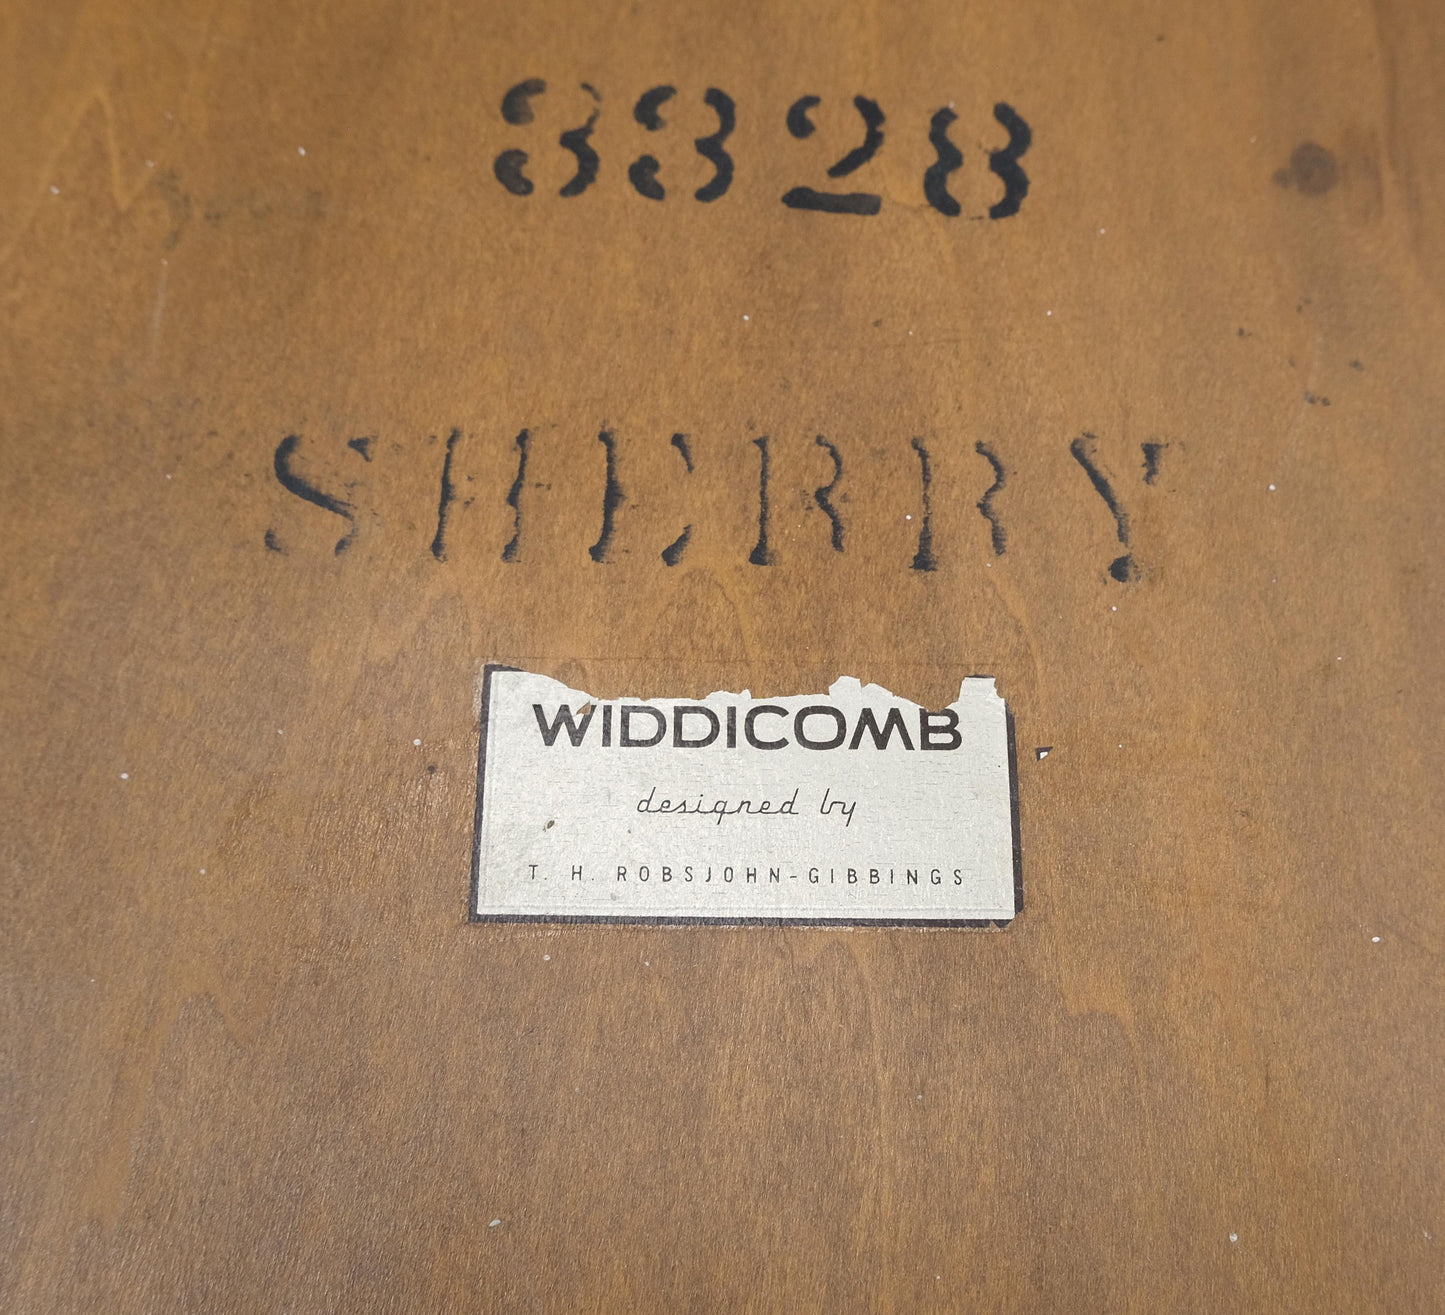 3328
SHERRY
WIDDICOMB
designed by
T. H. ROBSJOHN-GIBBINGS